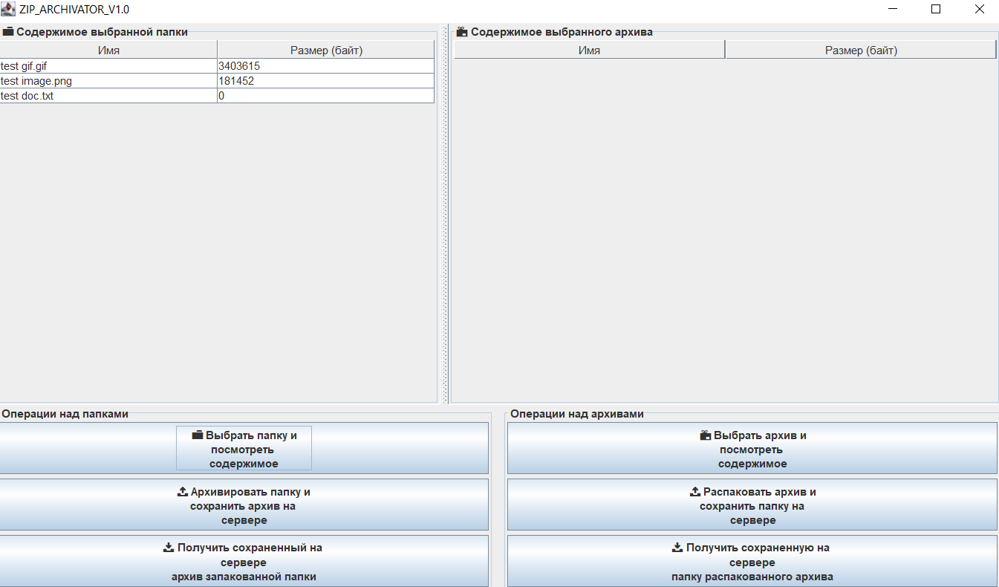 ZIP_ARCHIVATOR_V1.0
Содержимое выбранной папки
Имя Размер (байт)
test gif.gif 3403615
test image.png 181452
test doc.txt 0
Содержимое выбранного архива
Имя Размер (байт)
Операции над папками
Выбрать папку и
посмотреть
содержимое
Архивировать папку и
сохранить архив на
сервере
Получить сохраненный на
сервере
архив запакованной папки
Операции над архивами
Выбрать архив и
посмотреть
содержимое
Распаковать архив и
сохранить папку на
сервере
Получить сохраненную на
сервере
папку распакованного архива